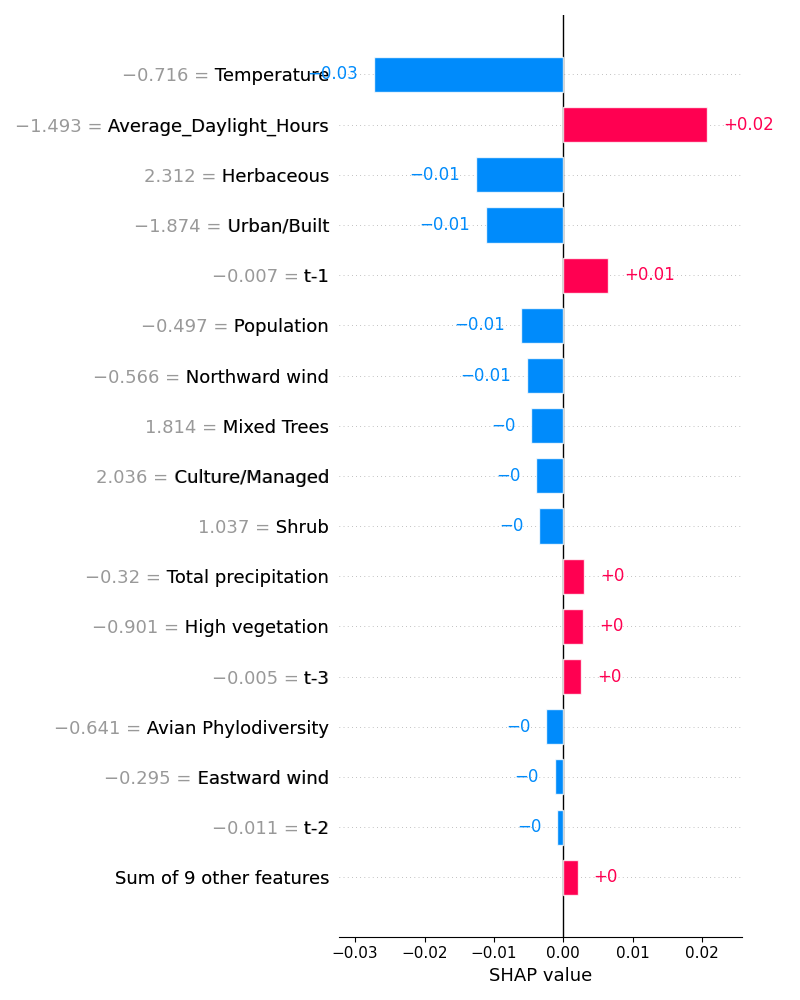 −0.716 = Temperature −0.03
−1.493 = Average_Daylight_Hours +0.02
2.312 = Herbaceous −0.01
−1.874 = Urban/Built −0.01
−0.007 = t-1 +0.01
−0.497 = Population −0.01
−0.566 = Northward wind −0.01
1.814 = Mixed Trees −0
2.036 = Culture/Managed −0
1.037 = Shrub −0
−0.32 = Total precipitation +0
−0.901 = High vegetation +0
−0.005 = t-3 +0
−0.641 = Avian Phylodiversity −0
−0.295 = Eastward wind −0
−0.011 = t-2 −0
Sum of 9 other features +0
−0.03 −0.02 −0.01 0.00 0.01 0.02
SHAP value